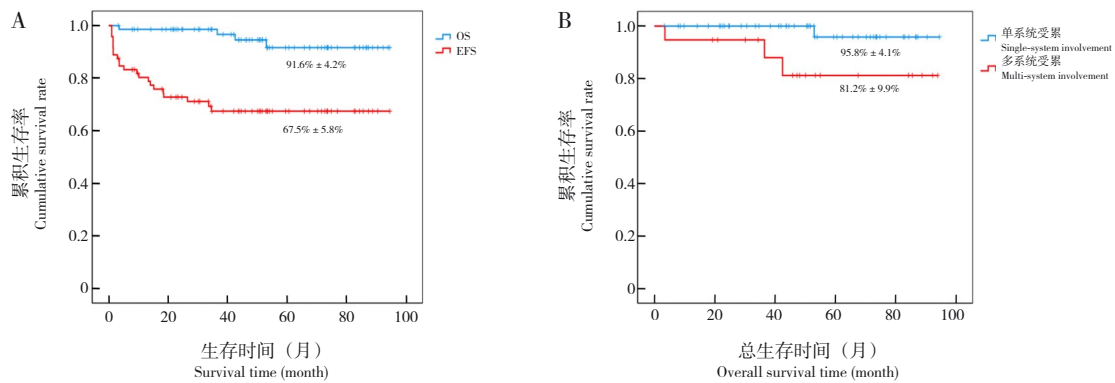 A
累积生存率
Cumulative survival rate
1.0
0.8
0.6
0.4
0.2
0
0
20
40
60
80
100
OS
EFS
91.6% ± 4.2%
67.5% ± 5.8%
生存时间（月）
Survival time (month)
B
累积生存率
Cumulative survival rate
1.0
0.8
0.6
0.4
0.2
0
0
20
40
60
80
100
单系统受累
Single-system involvement
多系统受累
Multi-system involvement
95.8% ± 4.1%
81.2% ± 9.9%
总生存时间（月）
Overall survival time (month)